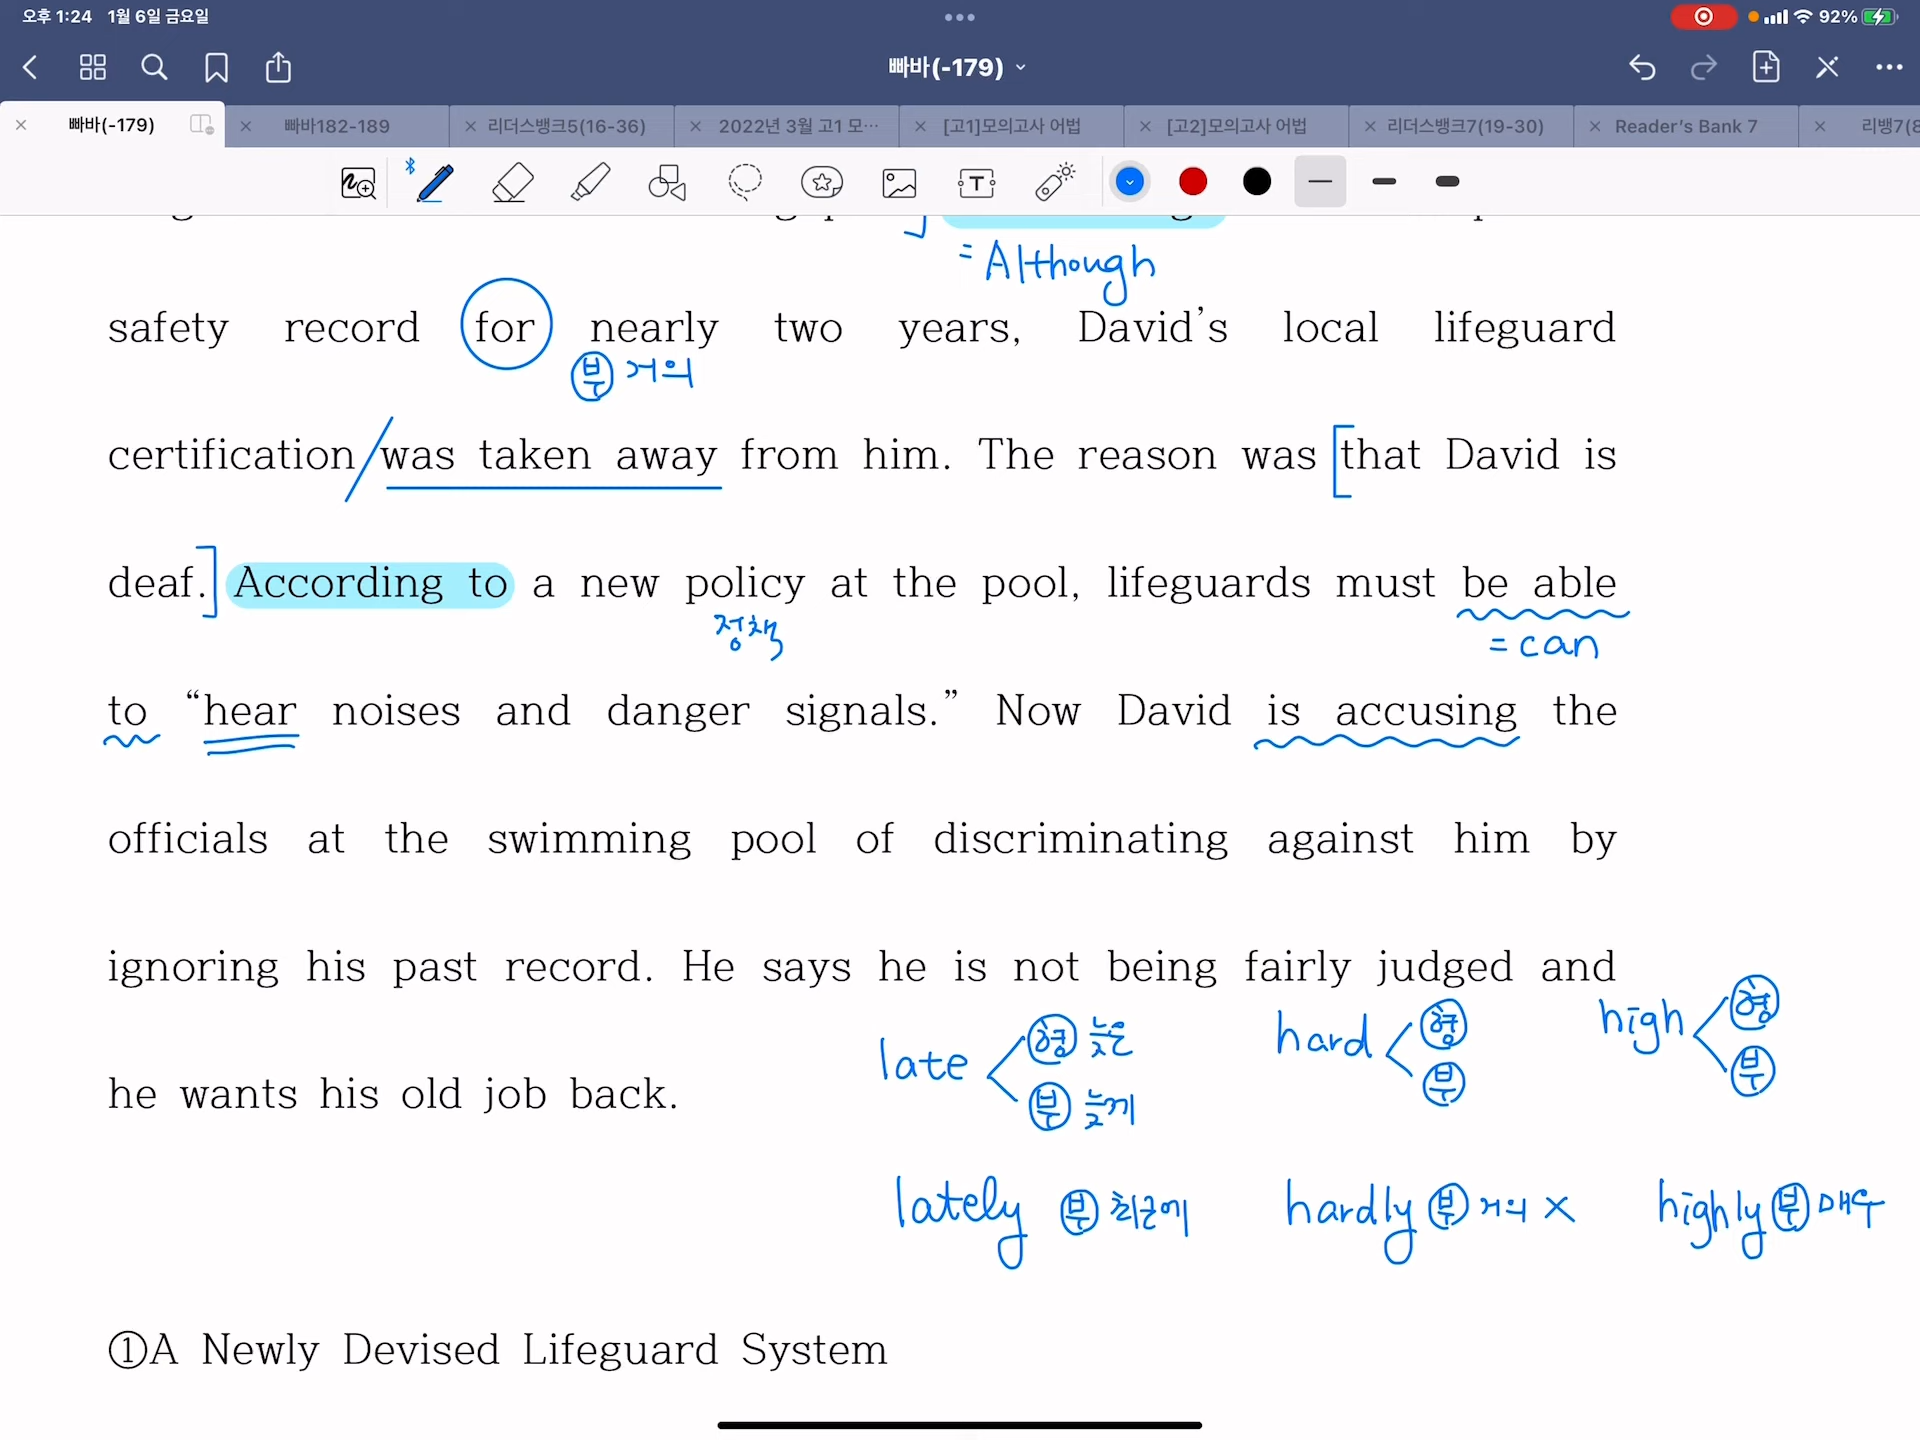 오후 1:24 1월 6일 금요일
92%
빠바(-179)
빠바(-179)
빠바182-189
리더스뱅크5(16-36)
2022년 3월 고1 모…
[고1]모의고사 어법
[고2]모의고사 어법
리더스뱅크7(19-30)
Reader's Bank 7
리뱅7(8
= Although
safety record for nearly two years, David's local lifeguard
부 거의
certification was taken away from him. The reason was [that David is
deaf.] According to a new policy at the pool, lifeguards must be able
정책
= can
to “hear noises and danger signals.” Now David is accusing the
officials at the swimming pool of discriminating against him by
ignoring his past record. He says he is not being fairly judged and
late 형 늦은 부 늦게
hard 형 부
high 형 부
he wants his old job back.
lately 부 최근에 hardly 부 거의 X highly 부 매우
①A Newly Devised Lifeguard System